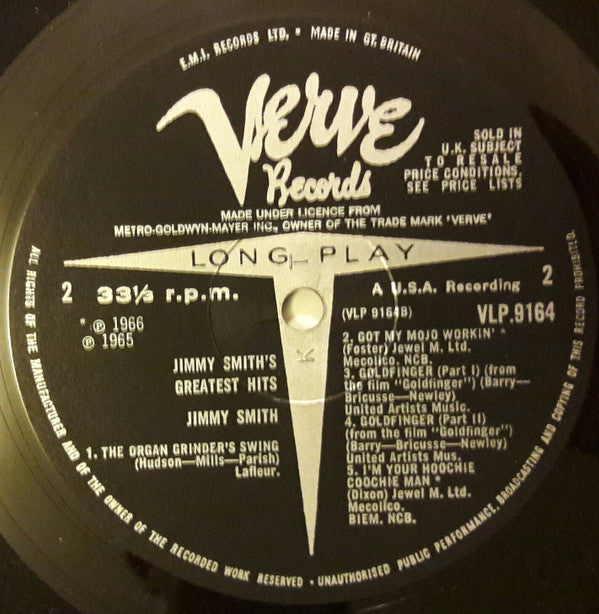 E.M.I. RECORDS LTD. • MADE IN GT. BRITAIN
Verve
Records
SOLD IN
U.K. SUBJECT
TO RESALE
PRICE CONDITIONS,
SEE PRICE LISTS
MADE UNDER LICENCE FROM
METRO-GOLDWYN-MAYER INC., OWNER OF THE TRADE MARK 'VERVE'
LONG PLAY
2 33⅓ r.p.m.
* ℗ 1966
℗ 1965
JIMMY SMITH'S
GREATEST HITS
JIMMY SMITH
1. THE ORGAN GRINDER'S SWING
(Hudson—Mills—Parish)
Lafleur.
A U.S.A. Recording 2
(VLP 9164B) VLP.9164
2. GOT MY MOJO WORKIN' *
(Foster) Jewel M. Ltd.
Mecolico. NCB.
3. GOLDFINGER (Part I) (from
the film "Goldfinger") (Barry—
Bricusse—Newley)
United Artists Music.
4. GOLDFINGER (Part II)
(from the film "Goldfinger")
(Barry—Bricusse—Newley)
United Artists Mus.
5. I'M YOUR HOOCHIE
COOCHIE MAN *
(Dixon) Jewel M. Ltd.
Mecolico.
BIEM. NCB.
K
ALL RIGHTS OF THE MANUFACTURER AND OF THE OWNER OF THE RECORDED WORK RESERVED • UNAUTHORISED PUBLIC PERFORMANCE, BROADCASTING AND COPYING OF THIS RECORD PROHIBITED.